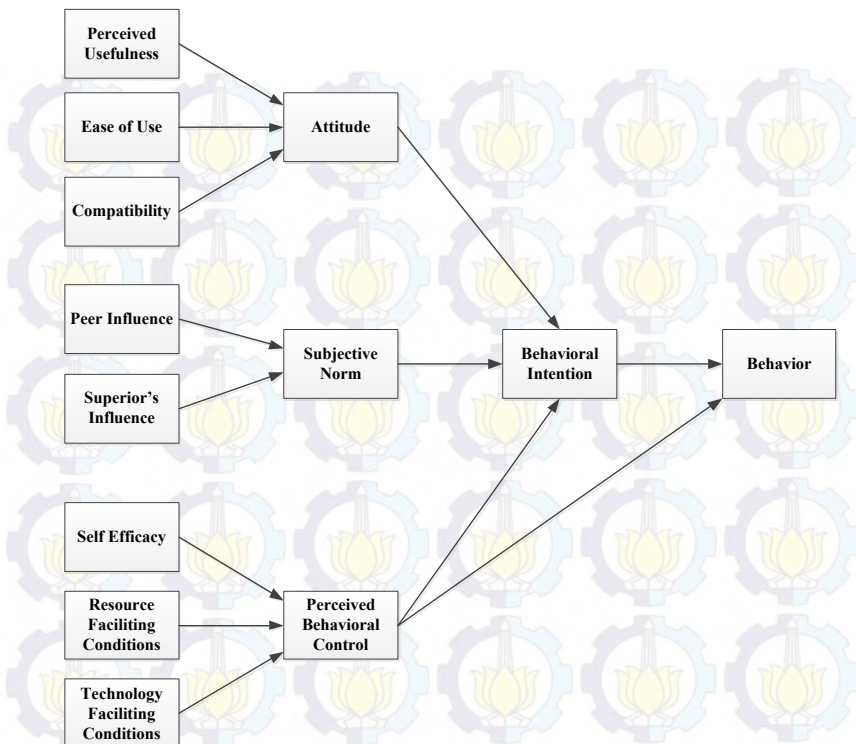 Perceived
Usefulness
Ease of Use
Attitude
Compatibility
Peer Influence
Superior's
Influence
Subjective
Norm
Behavioral
Intention
Behavior
Self Efficacy
Resource
Faciliting
Conditions
Perceived
Behavioral
Control
Technology
Faciliting
Conditions